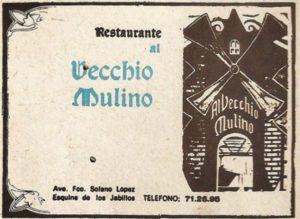 Restaurante
al
Vecchio
Mulino
Al Vecchio
Mulino
Ave. Fco. Solano Lopez
Esquina de los Jabillos TELEFONO: 71.26.95